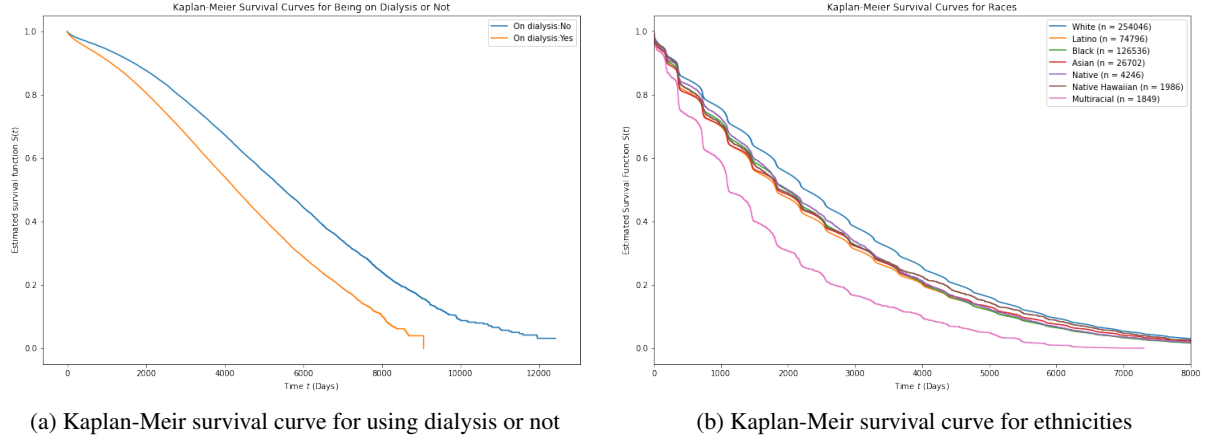 Kaplan-Meier Survival Curves for Being on Dialysis or Not
On dialysis:No
On dialysis:Yes
Estimated survival function S(t)
1.0
0.8
0.6
0.4
0.2
0.0
0 2000 4000 6000 8000 10000 12000
Time t (Days)
(a) Kaplan-Meir survival curve for using dialysis or not
Kaplan-Meier Survival Curves for Races
White (n = 254046)
Latino (n = 74796)
Black (n = 126536)
Asian (n = 26702)
Native (n = 4246)
Native Hawaiian (n = 1986)
Multiracial (n = 1849)
Estimated Survival Function S(t)
1.0
0.8
0.6
0.4
0.2
0.0
0 1000 2000 3000 4000 5000 6000 7000 8000
Time t (Days)
(b) Kaplan-Meir survival curve for ethnicities